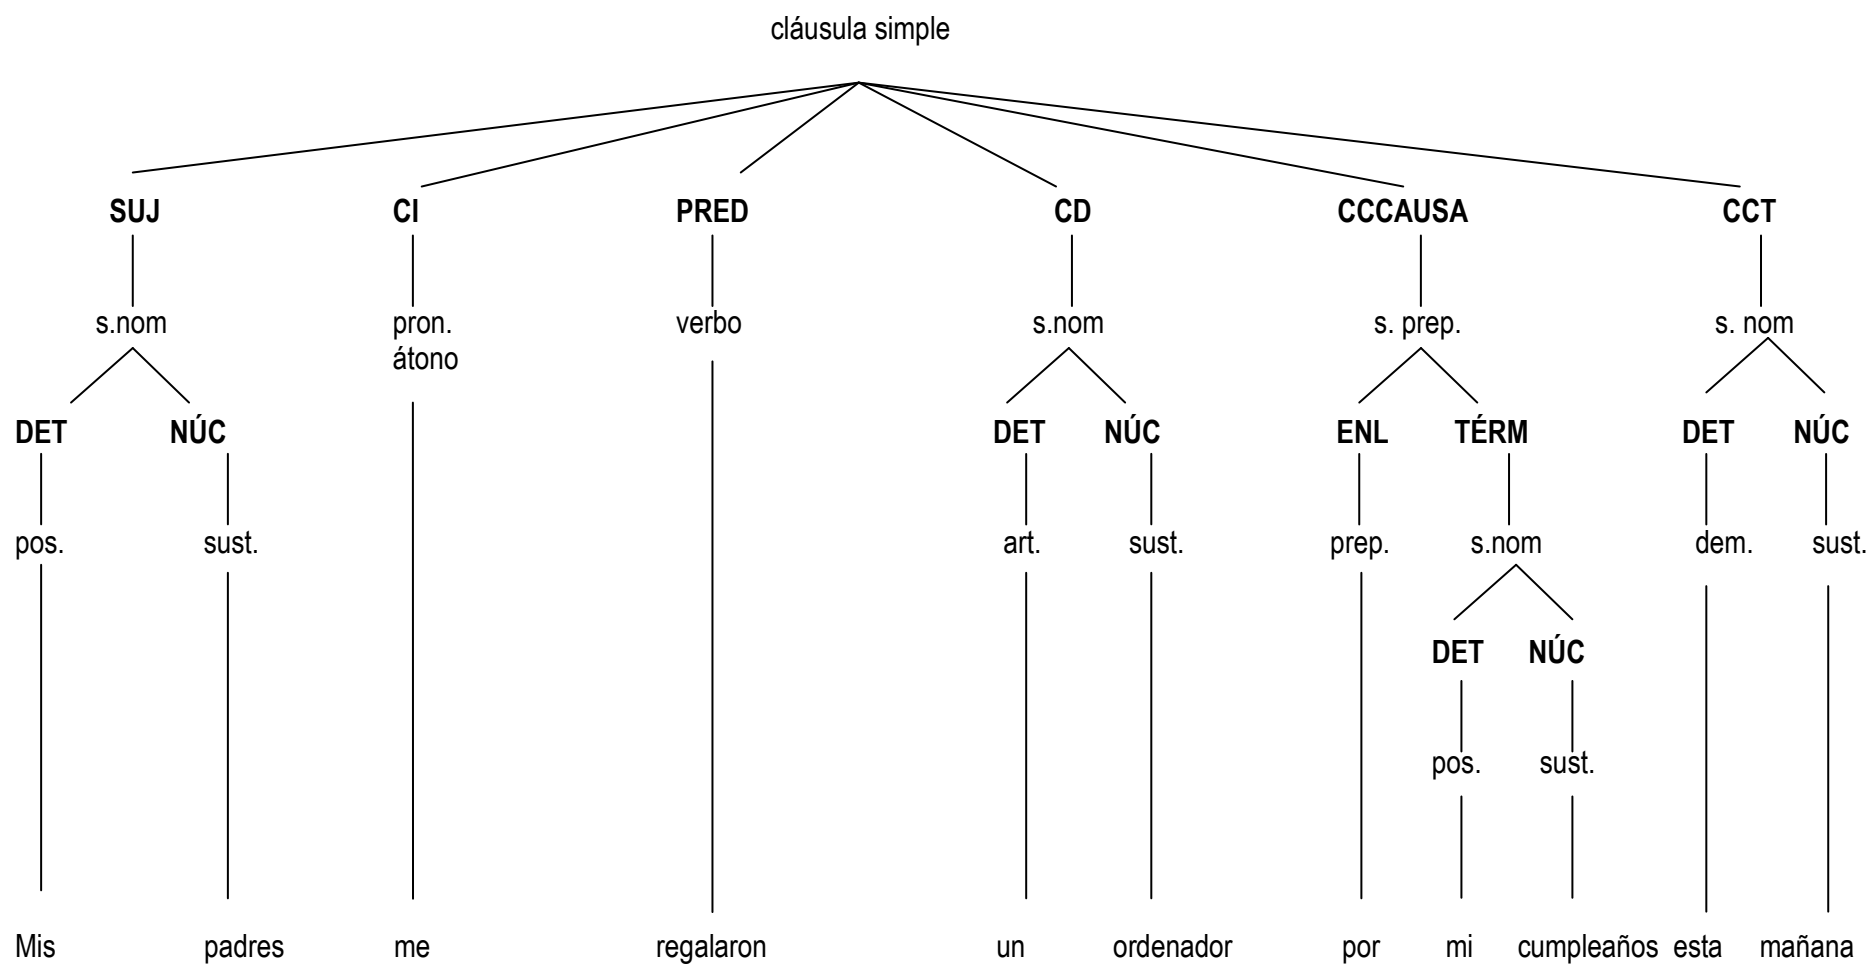 cláusula simple
SUJ CI PRED CD CCCAUSA CCT
s.nom pron. verbo s.nom s. prep. s. nom
átono
DET NÚC DET NÚC ENL TÉRM DET NÚC
pos. sust. art. sust. prep. s.nom dem. sust.
DET NÚC
pos. sust.
Mis padres me regalaron un ordenador por mi cumpleaños esta mañana